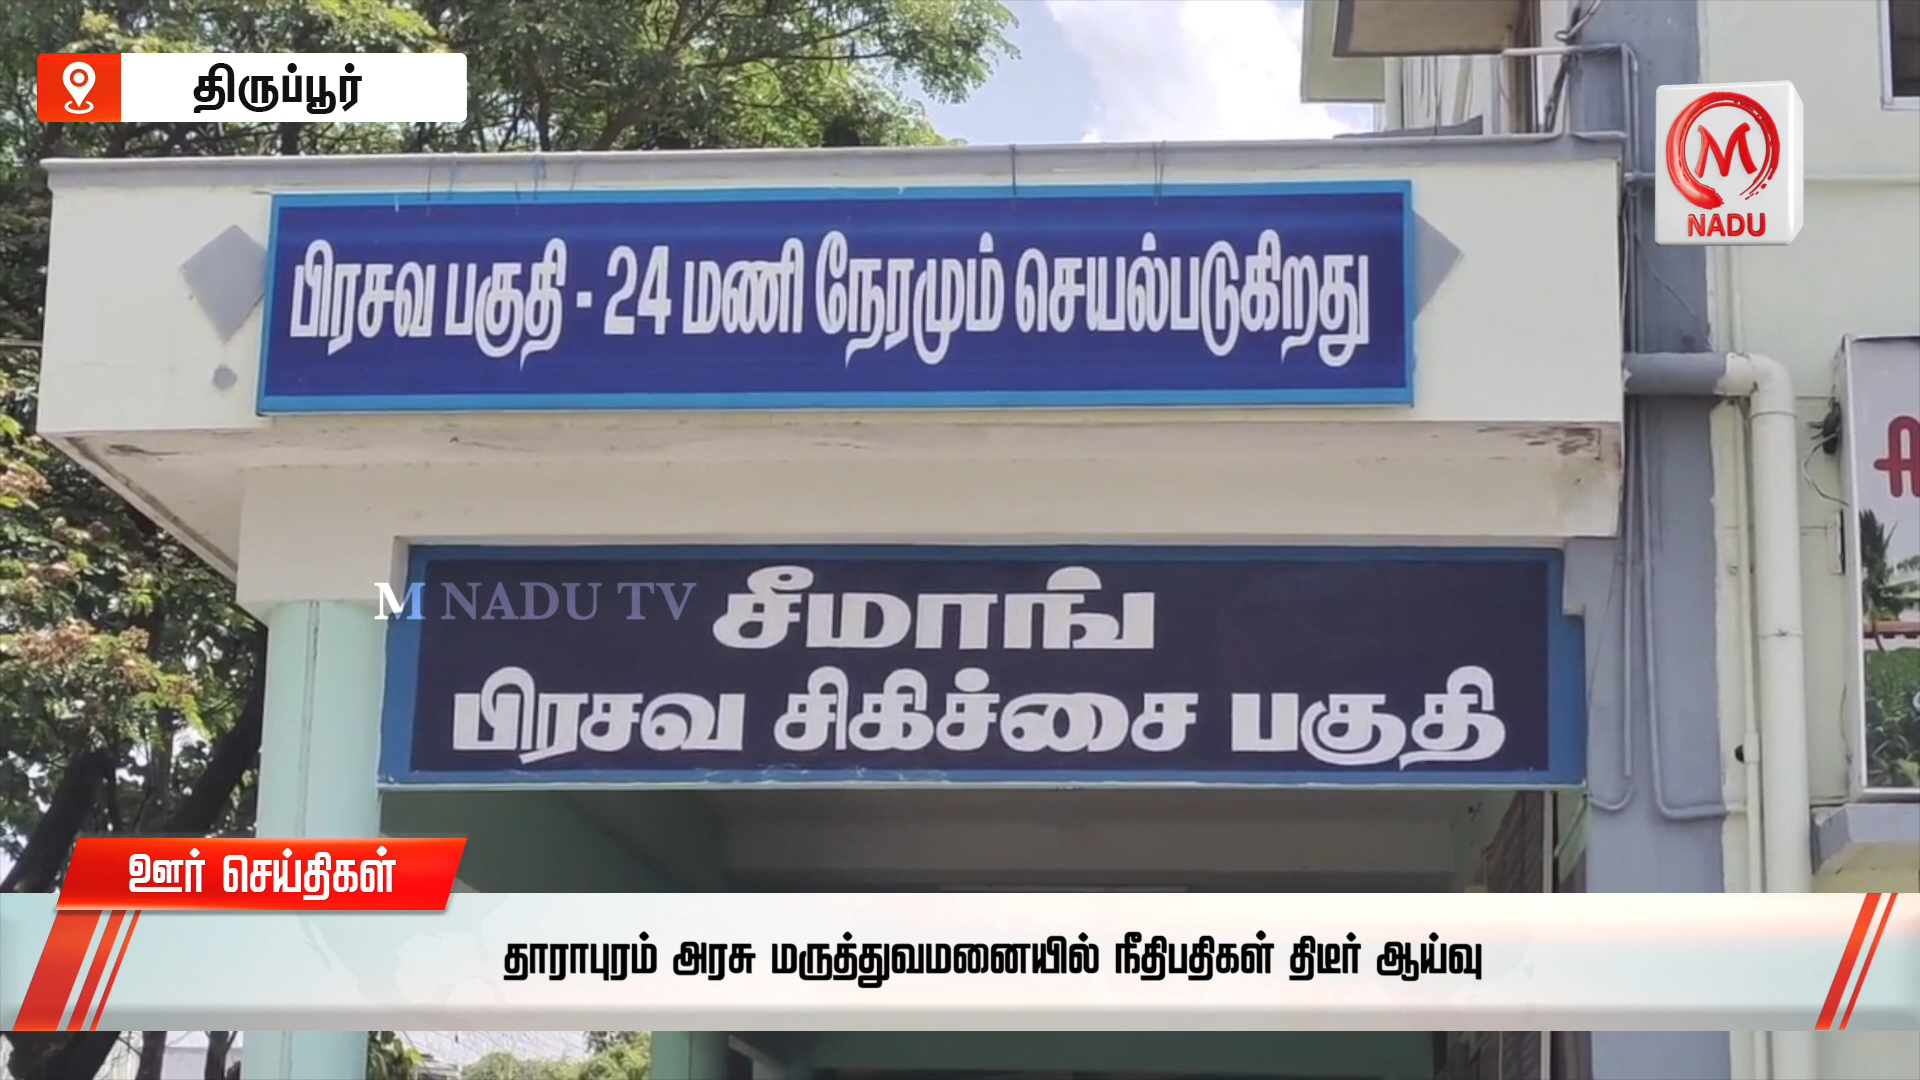 திருப்பூர்
M
NADU
பிரசவ பகுதி - 24 மணி நேரமும் செயல்படுகிறது
M NADU TV
சீமாங்
பிரசவ சிகிச்சை பகுதி
ஊர் செய்திகள்
தாராபுரம் அரசு மருத்துவமனையில் நீதிபதிகள் திடீர் ஆய்வு